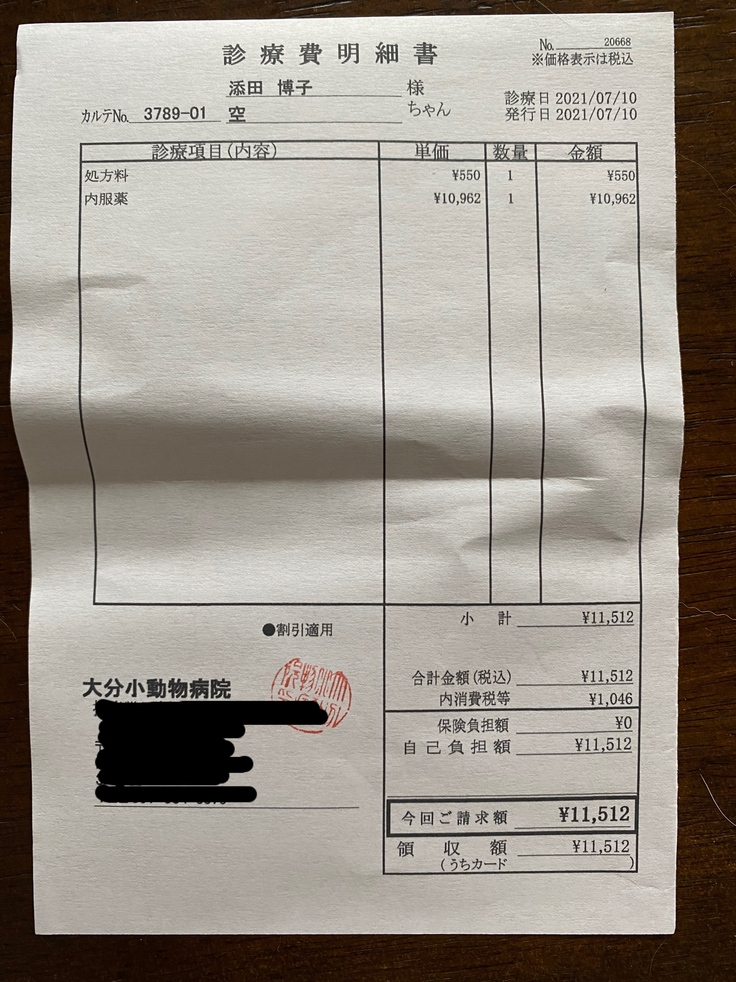 診療費明細書
No. 20668
※価格表示は税込
添田 博子 様
カルテNo. 3789-01 空 ちゃん
診療日 2021/07/10
発行日 2021/07/10
診療項目(内容) 単価 数量 金額
処方料 ¥550 1 ¥550
内服薬 ¥10,962 1 ¥10,962
小計 ¥11,512
●割引適用
合計金額(税込) ¥11,512
内消費税等 ¥1,046
大分小動物病院
保険負担額 ¥0
自己負担額 ¥11,512
今回ご請求額 ¥11,512
領収額 ¥11,512
(うちカード )